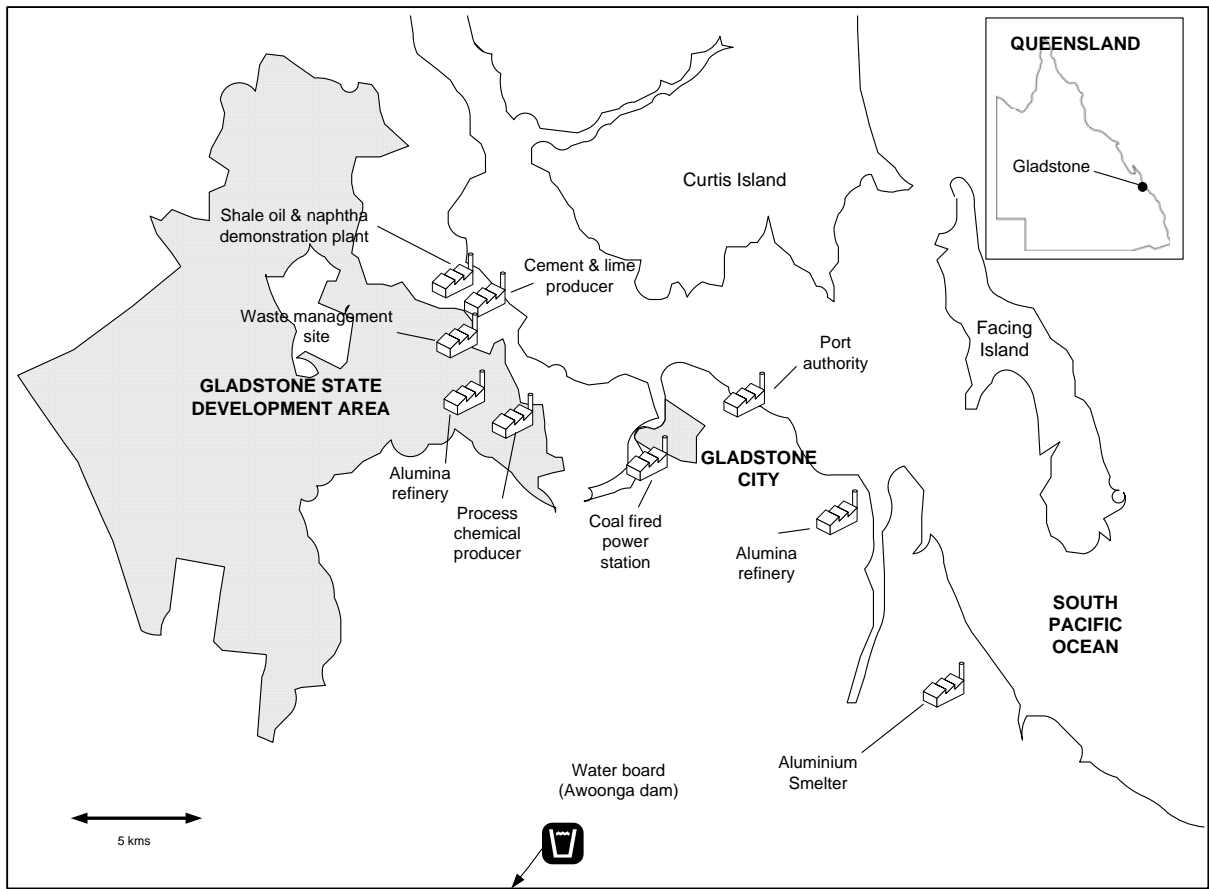 QUEENSLAND
Gladstone
Curtis Island
Shale oil & naphtha
demonstration plant
Cement & lime
producer
Waste management
site
Facing
Island
Port
authority
GLADSTONE STATE
DEVELOPMENT AREA
GLADSTONE
CITY
Alumina
refinery
Process
chemical
producer
Coal fired
power
station
Alumina
refinery
SOUTH
PACIFIC
OCEAN
Aluminium
Smelter
Water board
(Awoonga dam)
5 kms